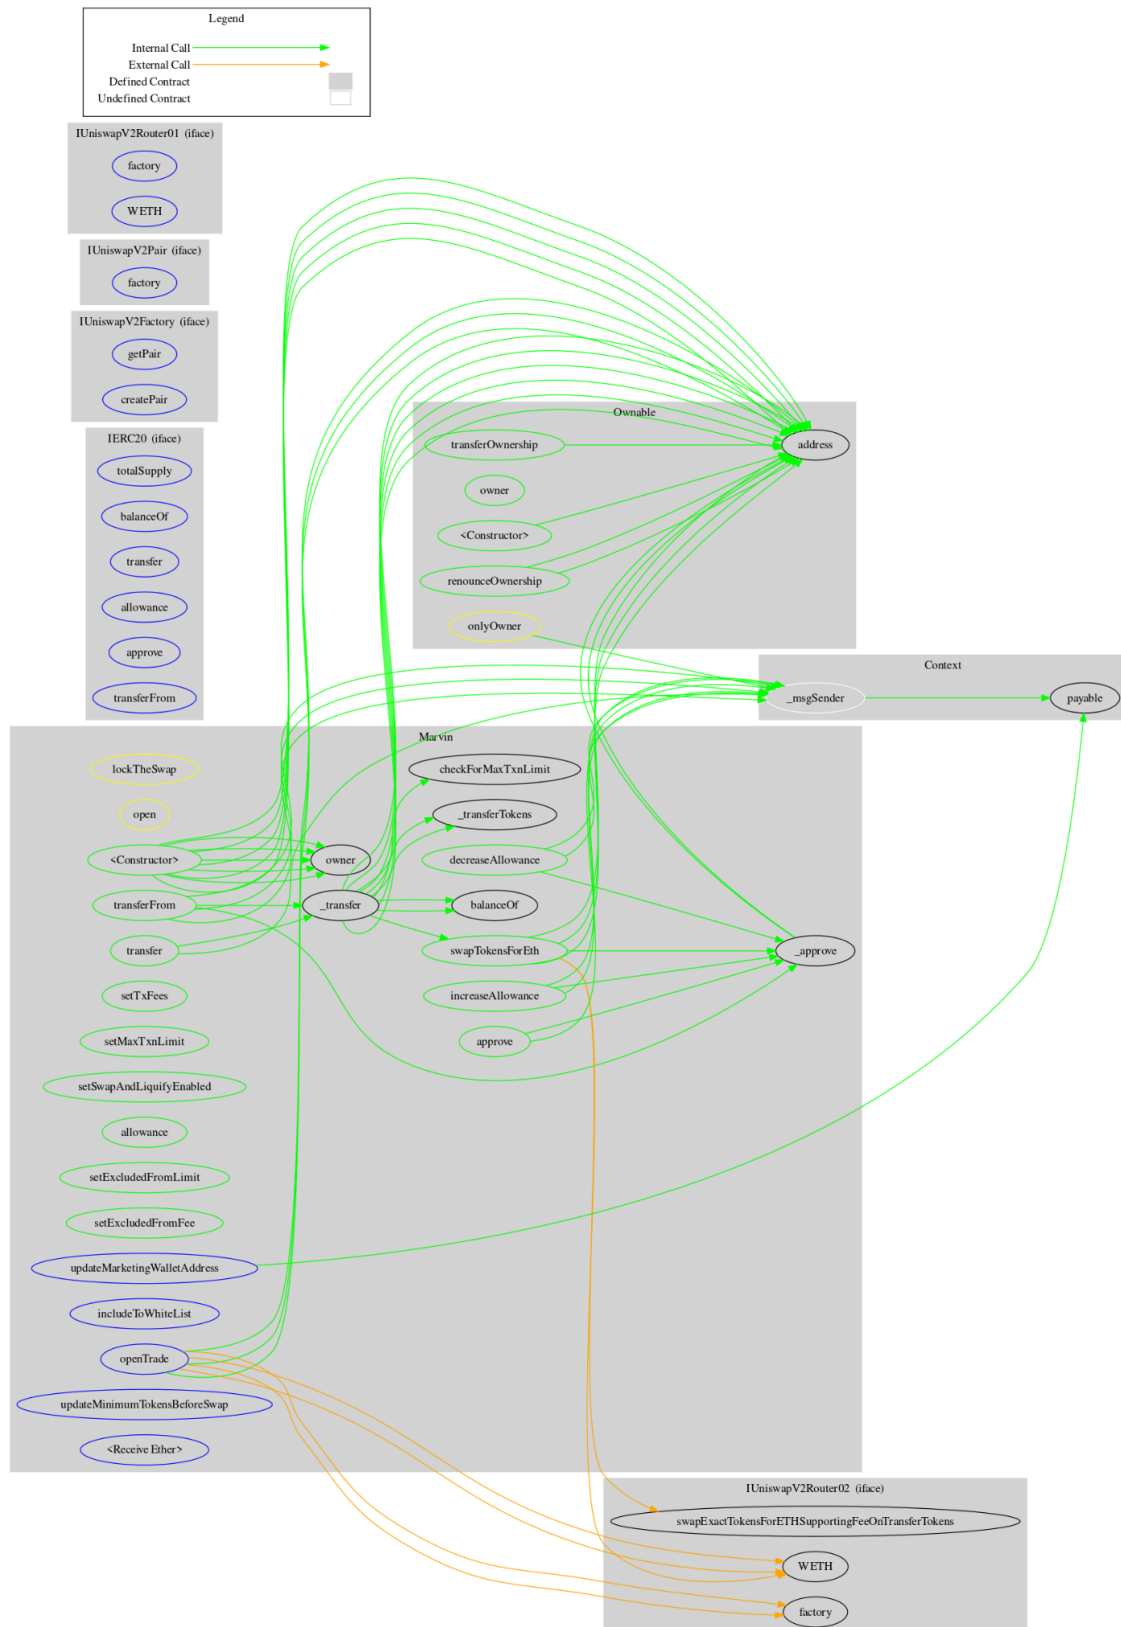 Legend
Internal Call
External Call
Defined Contract
Undefined Contract
IUniswapV2Router01 (iface)
factory
WETH
IUniswapV2Pair (iface)
factory
IUniswapV2Factory (iface)
getPair
createPair
IERC20 (iface)
totalSupply
balanceOf
transfer
allowance
approve
transferFrom
Ownable
transferOwnership
address
owner
<Constructor>
renounceOwnership
onlyOwner
Context
_msgSender
payable
Marvin
lockTheSwap
open
<Constructor>
transferFrom
transfer
setTxFees
setMaxTxnLimit
setSwapAndLiquifyEnabled
allowance
setExcludedFromLimit
setExcludedFromFee
updateMarketingWalletAddress
includeToWhiteList
openTrade
updateMinimumTokensBeforeSwap
<Receive Ether>
owner
_transfer
checkForMaxTxnLimit
_transferTokens
decreaseAllowance
balanceOf
swapTokensForEth
increaseAllowance
approve
_approve
IUniswapV2Router02 (iface)
swapExactTokensForETHSupportingFeeOnTransferTokens
WETH
factory